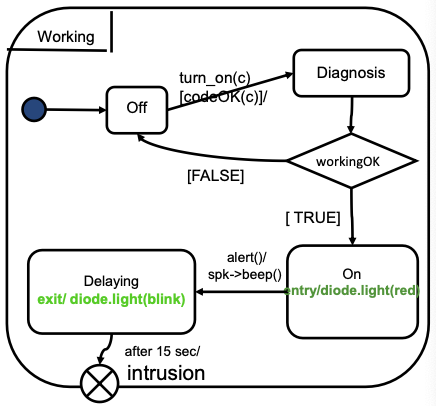 Working
turn_on(c)
[codeOK(c)]/
Diagnosis
Off
workingOK
[FALSE]
[ TRUE]
alert()/
spk->beep()
On
entry/diode.light(red)
Delaying
exit/ diode.light(blink)
after 15 sec/
intrusion